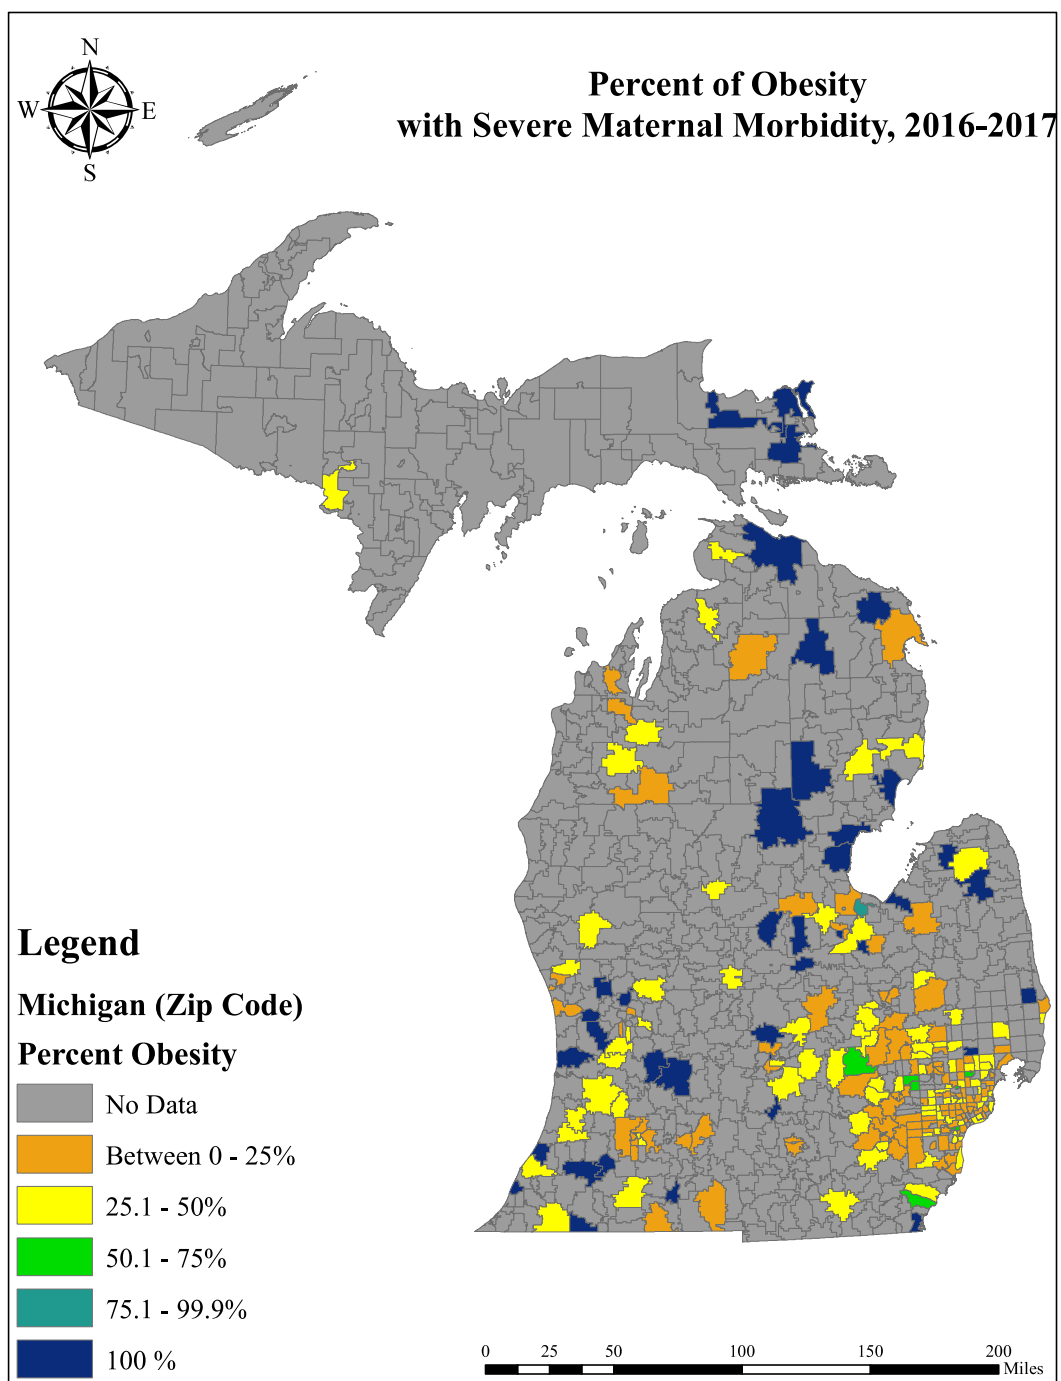 N
W
E
S
Percent of Obesity
with Severe Maternal Morbidity, 2016-2017
Legend
Michigan (Zip Code)
Percent Obesity
No Data
Between 0 - 25%
25.1 - 50%
50.1 - 75%
75.1 - 99.9%
100 %
0 25 50 100 150 200
Miles